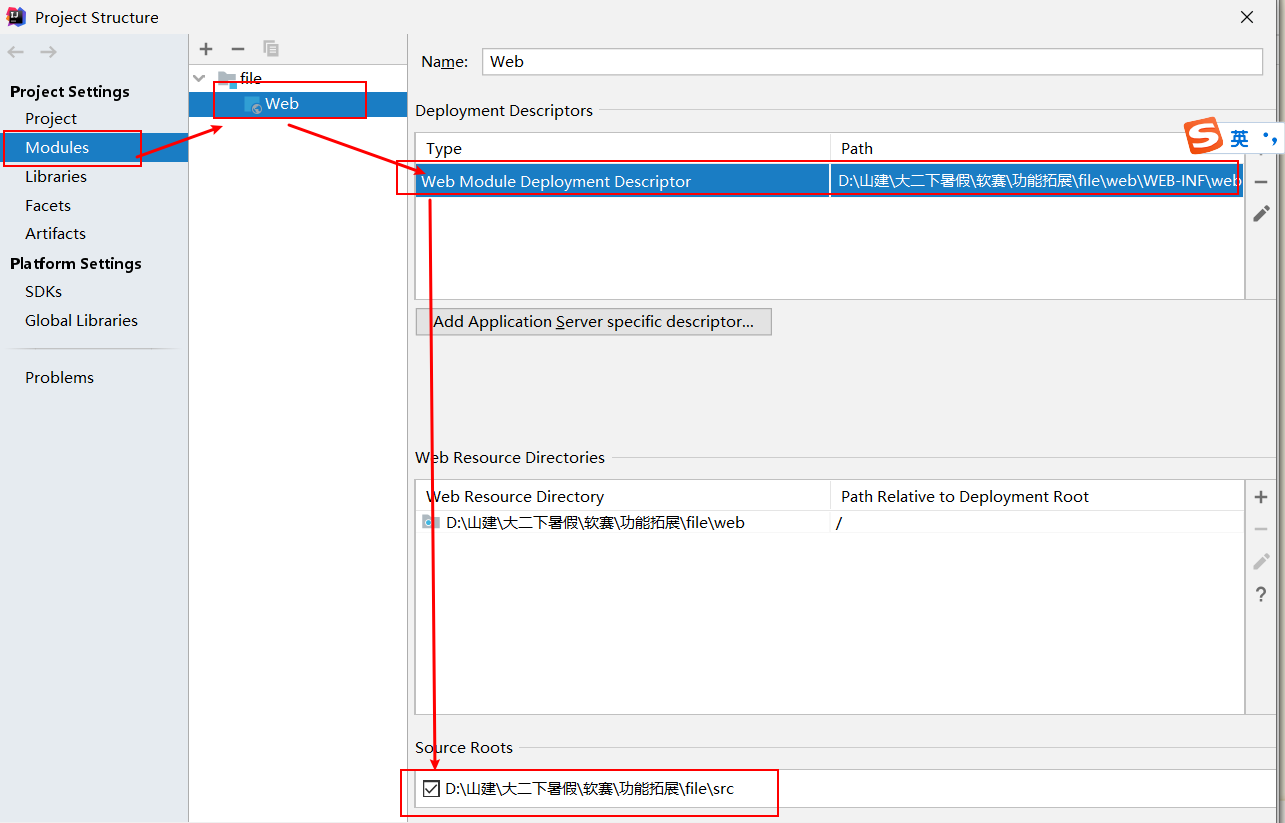 Project Structure
Project Settings
Project
Modules
Libraries
Facets
Artifacts
Platform Settings
SDKs
Global Libraries
Problems
file
Web
Name: Web
Deployment Descriptors
Type Path
Web Module Deployment Descriptor D:\山建\大二下暑假\软赛\功能拓展\file\web\WEB-INF\web
英
Add Application Server specific descriptor...
Web Resource Directories
Web Resource Directory Path Relative to Deployment Root
D:\山建\大二下暑假\软赛\功能拓展\file\web /
Source Roots
D:\山建\大二下暑假\软赛\功能拓展\file\src